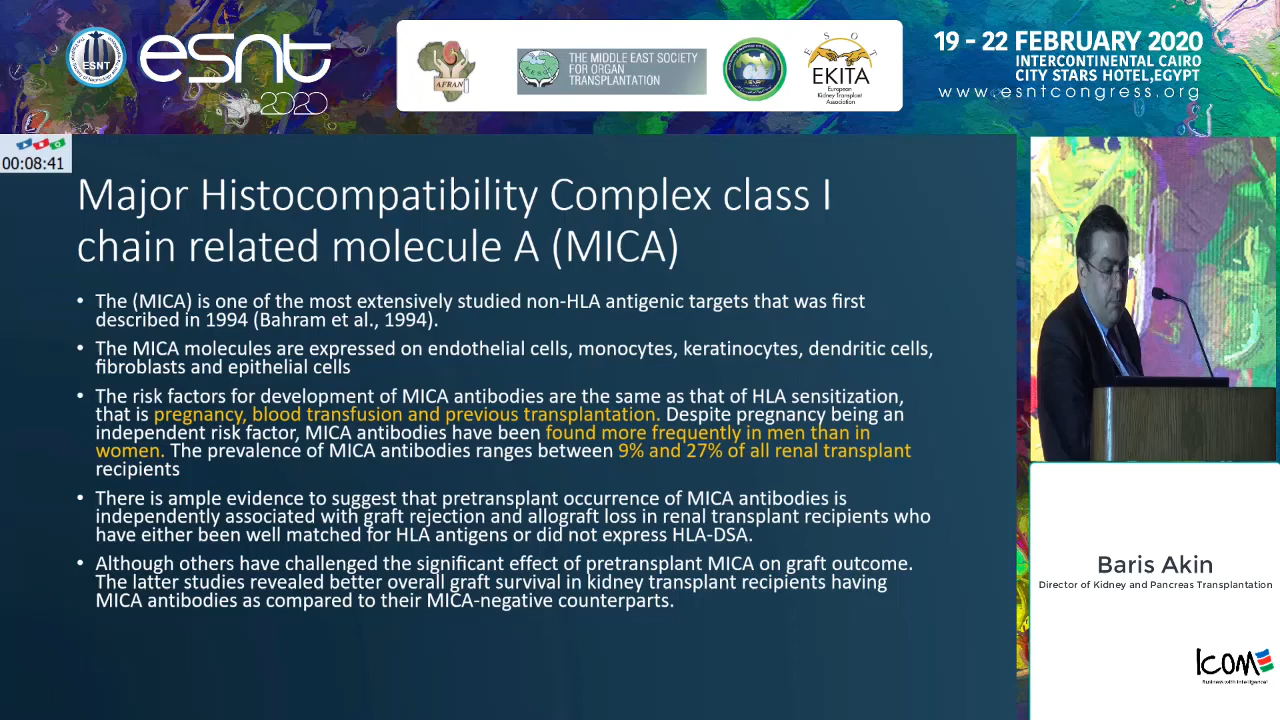 ESNT
esnt
2020
AFRAN
THE MIDDLE EAST SOCIETY
FOR ORGAN
TRANSPLANTATION
ESOT
EKITA
European
Kidney Transplant
Association
19 - 22 FEBRUARY 2020
INTERCONTINENTAL CAIRO
CITY STARS HOTEL,EGYPT
www.esntcongress.org
00:08:41
Major Histocompatibility Complex class I
chain related molecule A (MICA)
• The (MICA) is one of the most extensively studied non-HLA antigenic targets that was first
described in 1994 (Bahram et al., 1994).
• The MICA molecules are expressed on endothelial cells, monocytes, keratinocytes, dendritic cells,
fibroblasts and epithelial cells
• The risk factors for development of MICA antibodies are the same as that of HLA sensitization,
that is pregnancy, blood transfusion and previous transplantation. Despite pregnancy being an
independent risk factor, MICA antibodies have been found more frequently in men than in
women. The prevalence of MICA antibodies ranges between 9% and 27% of all renal transplant
recipients
• There is ample evidence to suggest that pretransplant occurrence of MICA antibodies is
independently associated with graft rejection and allograft loss in renal transplant recipients who
have either been well matched for HLA antigens or did not express HLA-DSA.
• Although others have challenged the significant effect of pretransplant MICA on graft outcome.
The latter studies revealed better overall graft survival in kidney transplant recipients having
MICA antibodies as compared to their MICA-negative counterparts.
Baris Akin
Director of Kidney and Pancreas Transplantation
ICOM
Business with Intelligence!